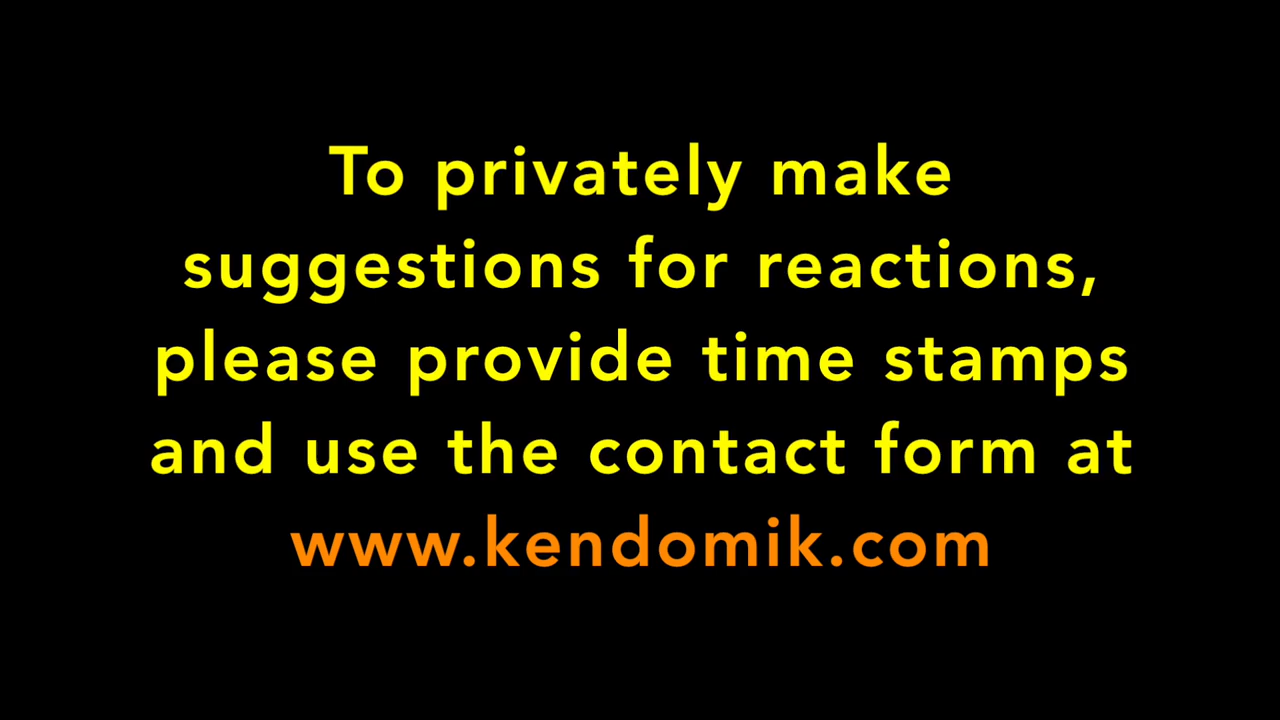 To privately make
suggestions for reactions,
please provide time stamps
and use the contact form at
www.kendomik.com